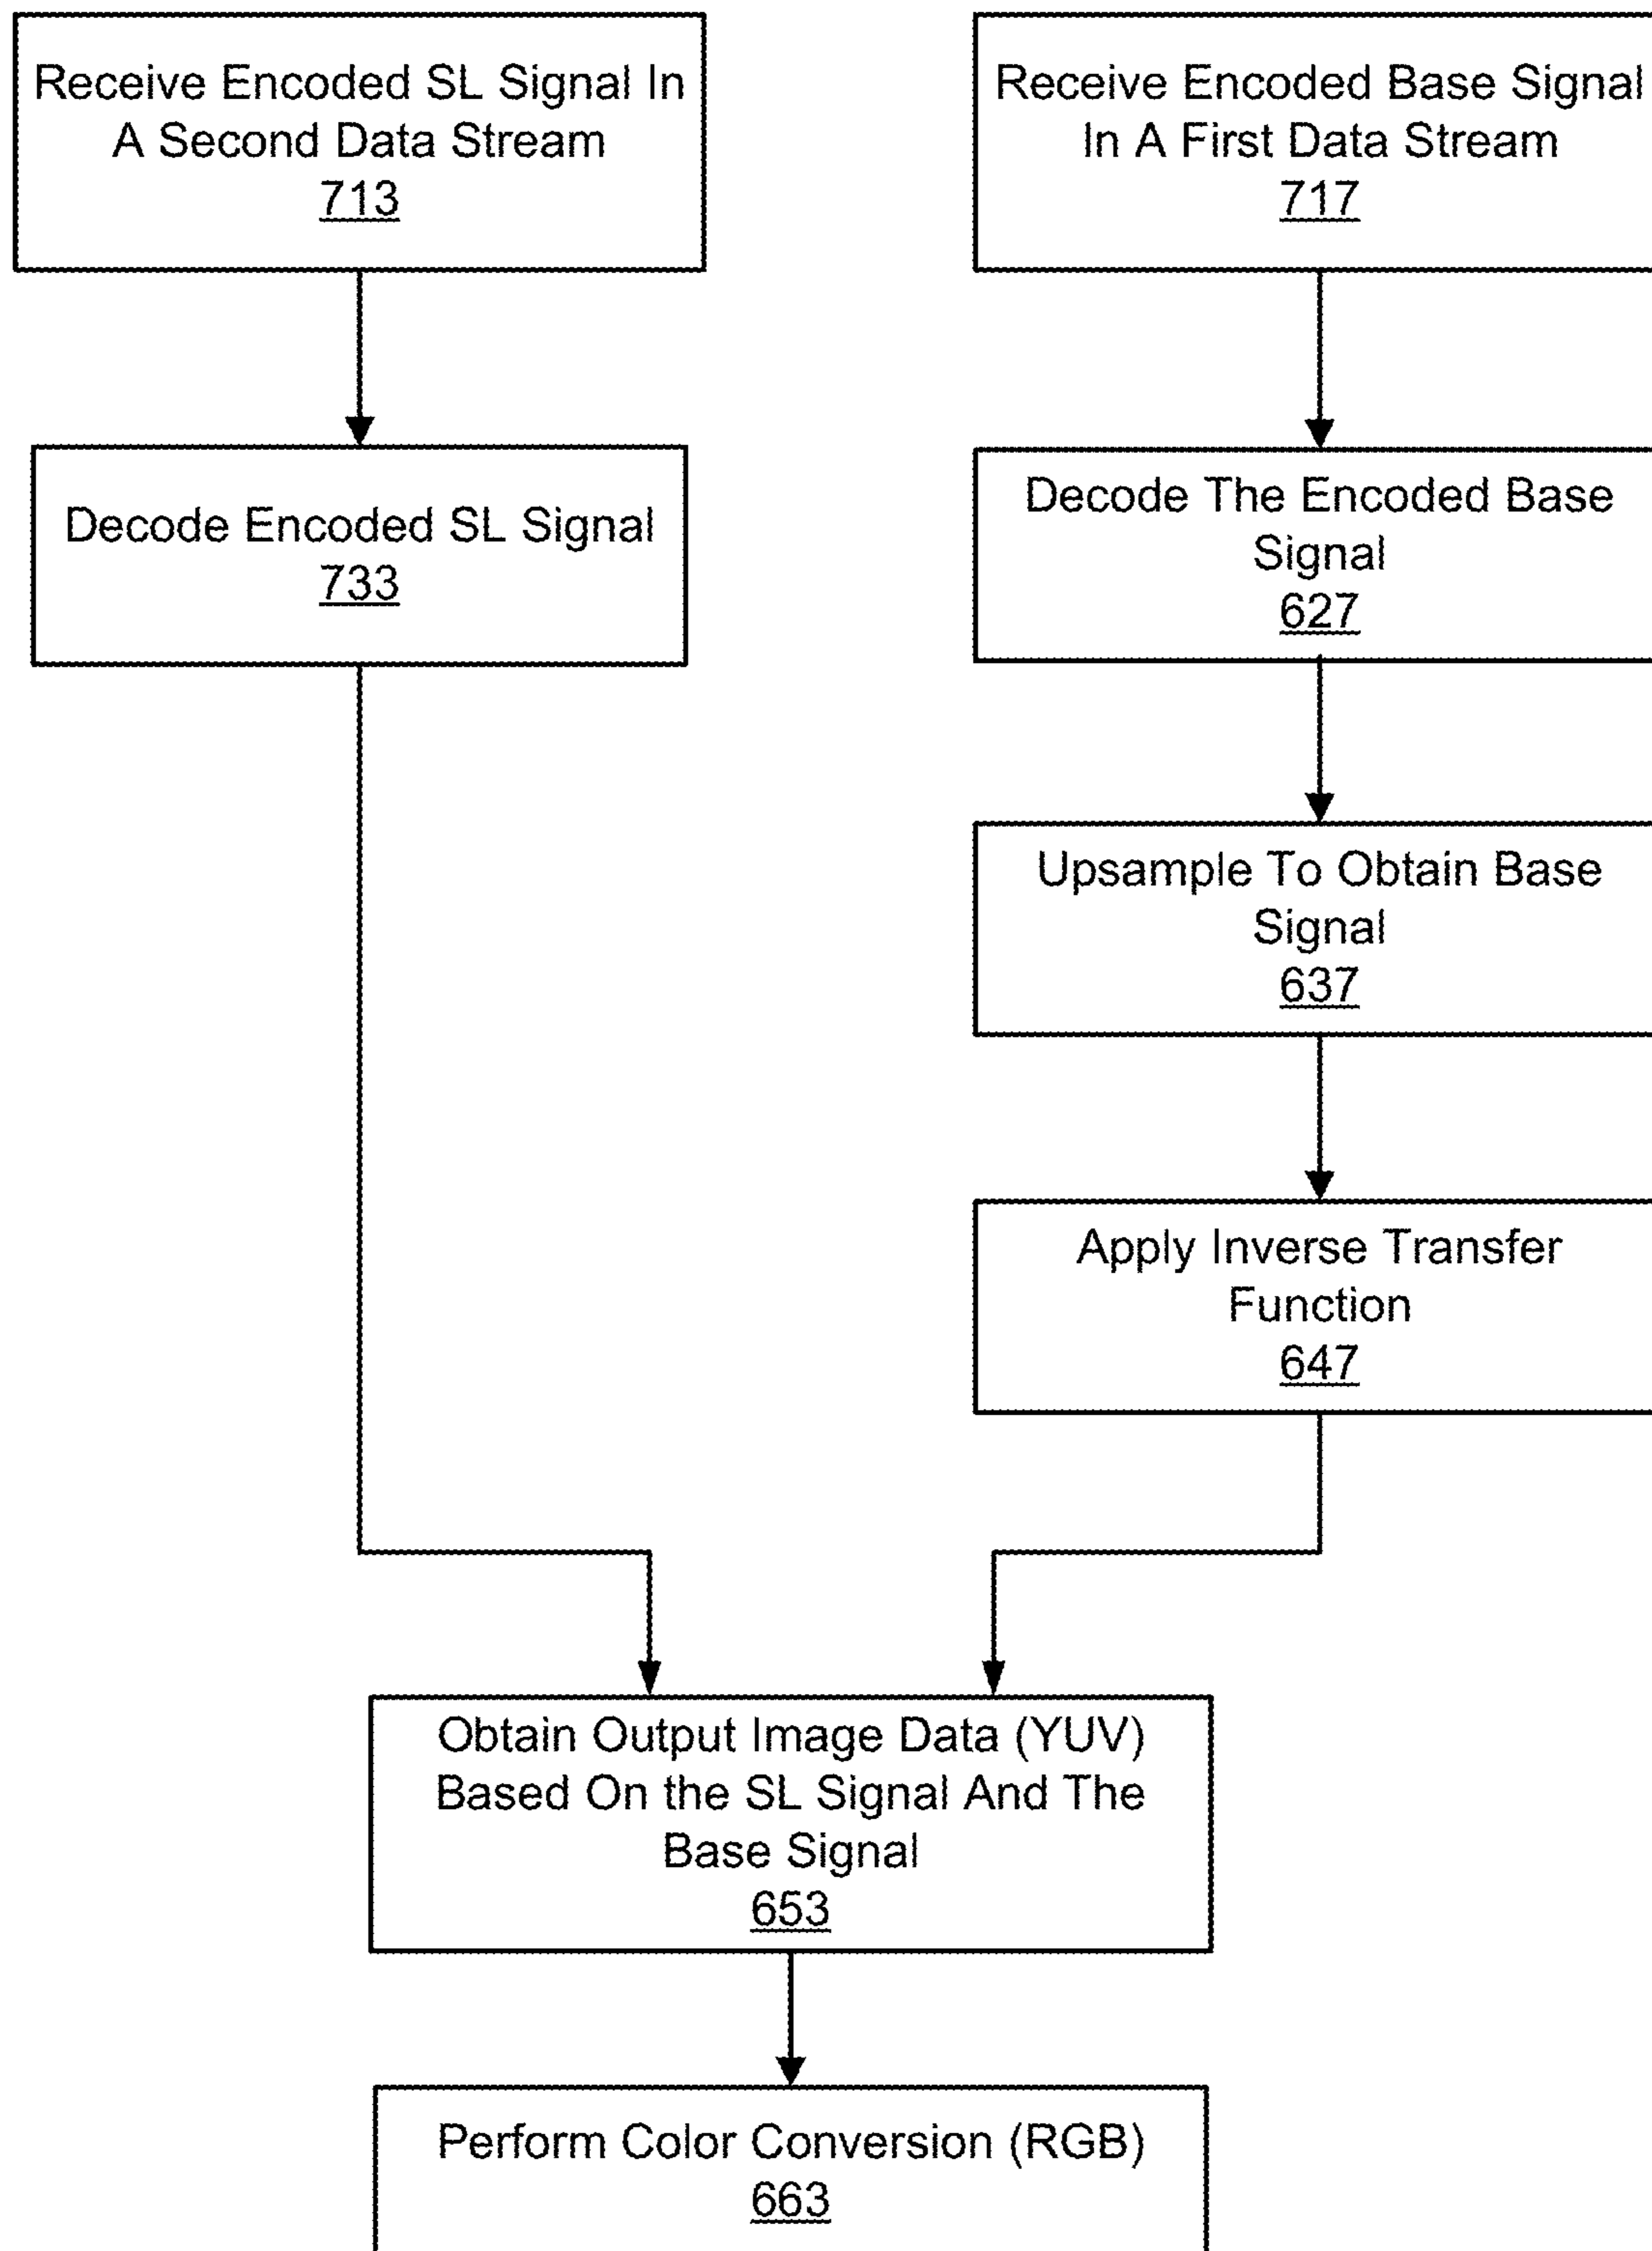 Receive Encoded SL Signal In
A Second Data Stream
713
Receive Encoded Base Signal
In A First Data Stream
717
Decode Encoded SL Signal
733
Decode The Encoded Base
Signal
627
Upsample To Obtain Base
Signal
637
Apply Inverse Transfer
Function
647
Obtain Output Image Data (YUV)
Based On the SL Signal And The
Base Signal
653
Perform Color Conversion (RGB)
663